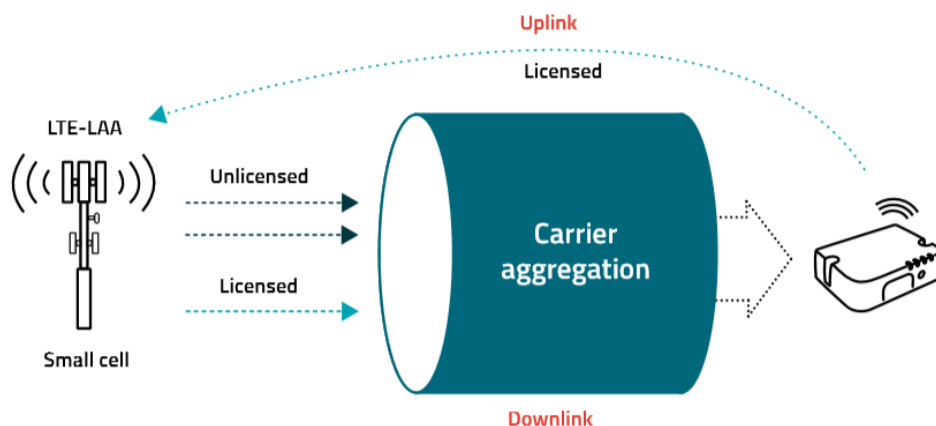 Uplink
Licensed
LTE-LAA
Unlicensed
Carrier
aggregation
Licensed
Small cell
Downlink